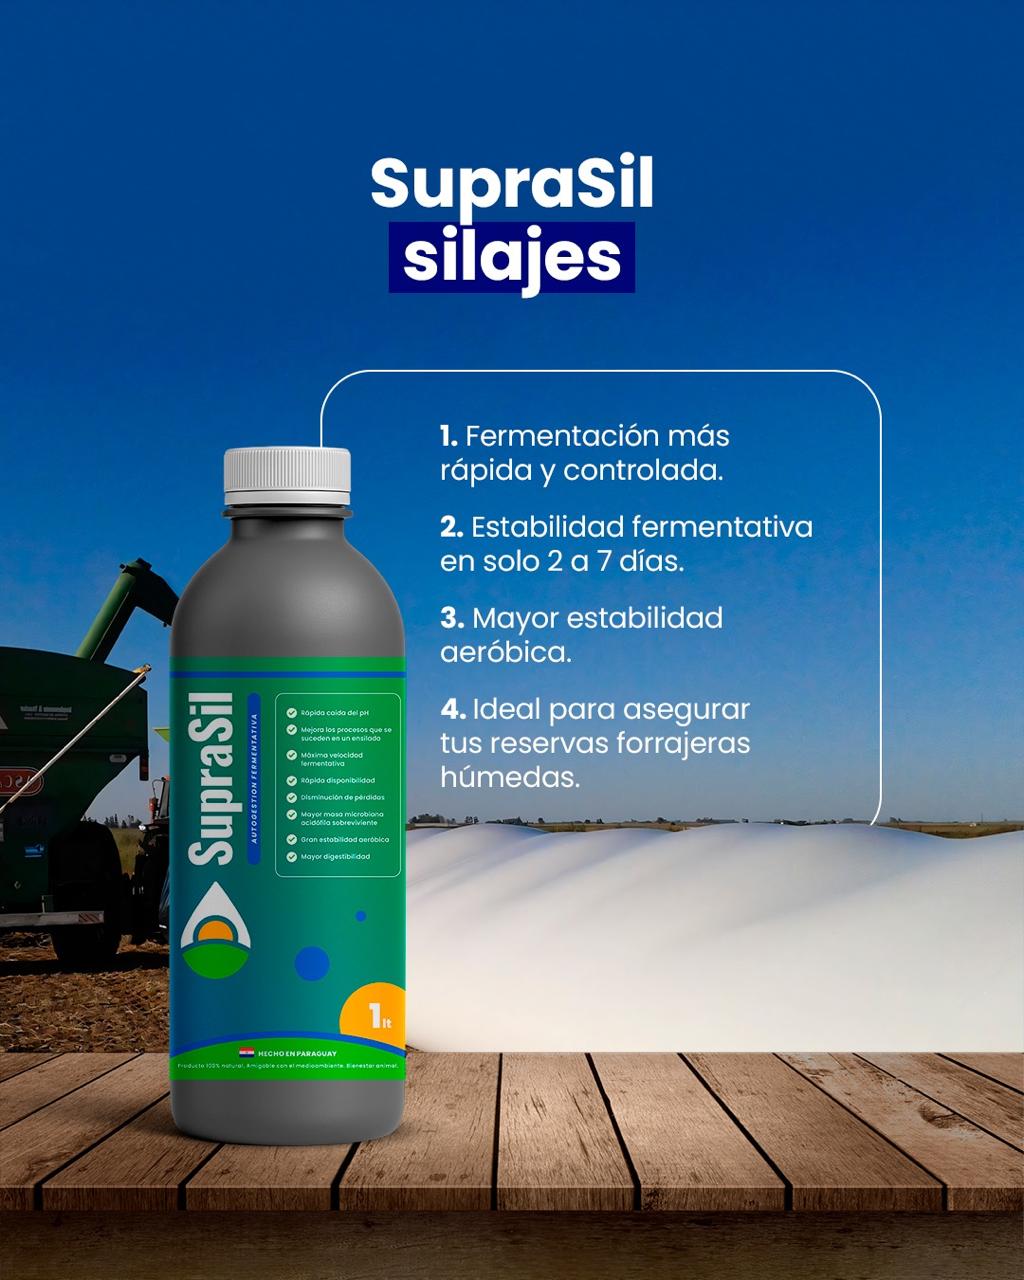 SupraSil
silajes
1. Fermentación más
rápida y controlada.
2. Estabilidad fermentativa
en solo 2 a 7 días.
3. Mayor estabilidad
aeróbica.
4. Ideal para asegurar
tus reservas forrajeras
húmedas.
SupraSil
AUTOGESTION FERMENTATIVA
Rápida caída del pH
Mejora los procesos que se
suceden en un ensilado
Máxima velocidad
fermentativa
Rápida disponibilidad
Disminución de pérdidas
Mayor masa microbiana
acidófila sobreviviente
Gran estabilidad aeróbica
Mayor digestibilidad
1lt
HECHO EN PARAGUAY
Producto 100% natural. Amigable con el medioambiente. Bienestar animal.